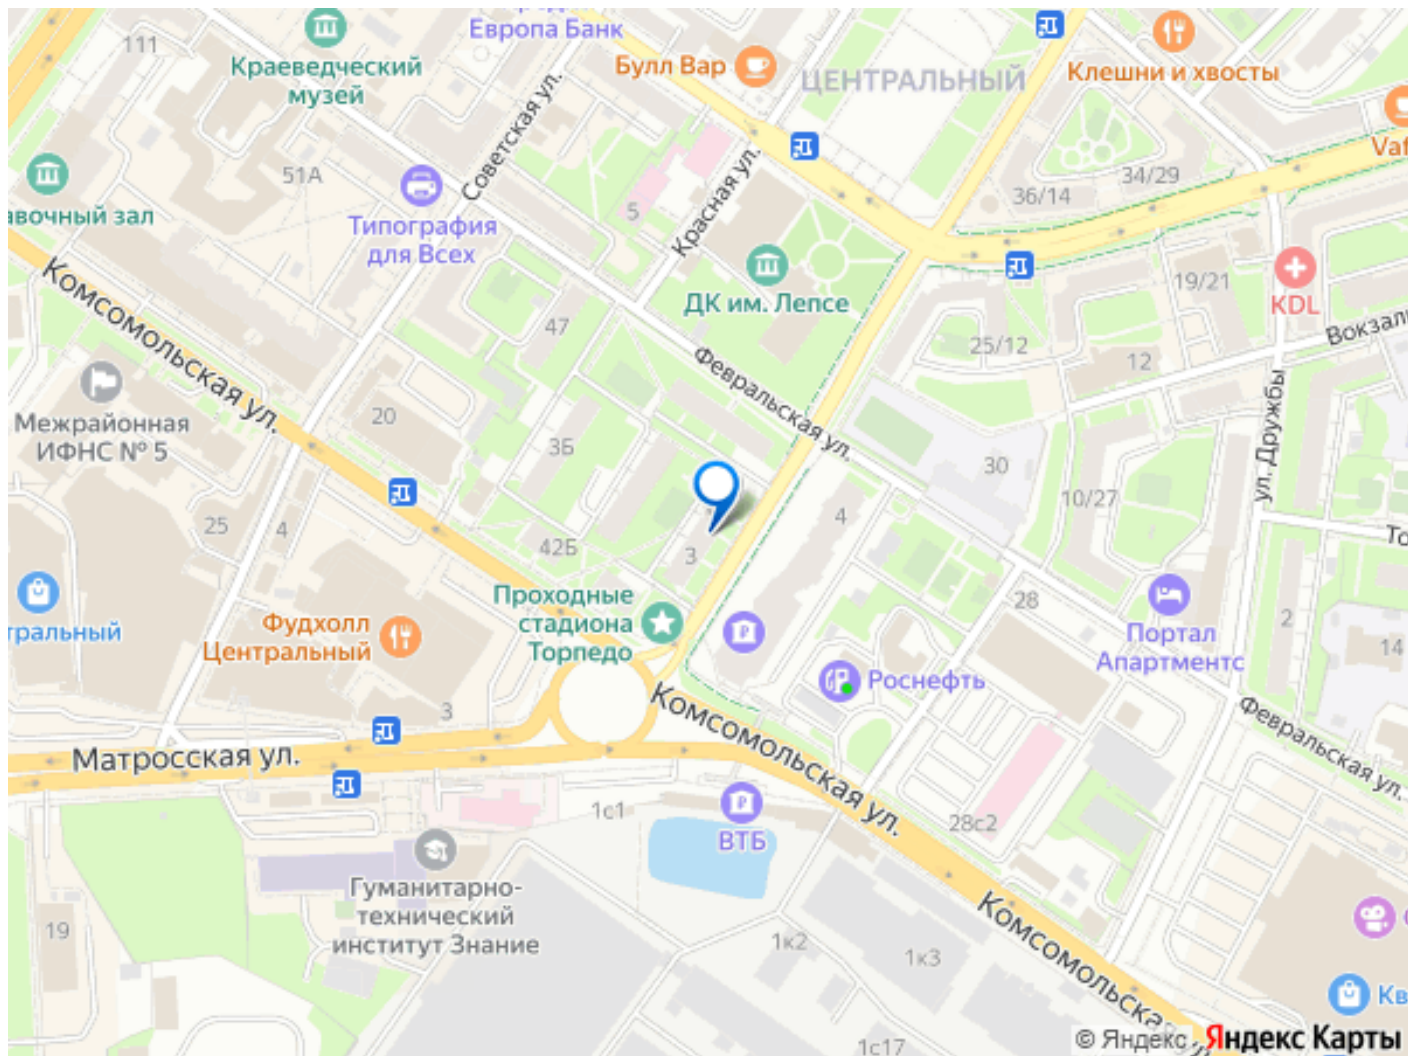 Европа Банк
111
Краеведческий
музей
Булл Вар
ЦЕНТРАЛЬНЫЙ
Клешни и хвосты
Советская ул.
51А
34/29
36/14
Типография
для Всех
5
Красная ул.
19/21
KDL
ДК им. Лепсе
Комсомольская ул.
47
25/12
12
Февральская ул.
Межрайонная
ИФНС № 5
20
3Б
30
ул. Дружбы
10/27
25
4
42Б
3
4
Проходные
стадиона
Торпедо
Фудхолл
Центральный
28
Портал
Апартментс
2
14
Роснефть
3
Комсомольская ул.
Февральская ул.
Матросская ул.
1с1
ВТБ
28с2
Гуманитарно-
технический
институт Знание
19
1к2
1к3
Комсомольская ул.
1с17
© Яндекс Яндекс Карты